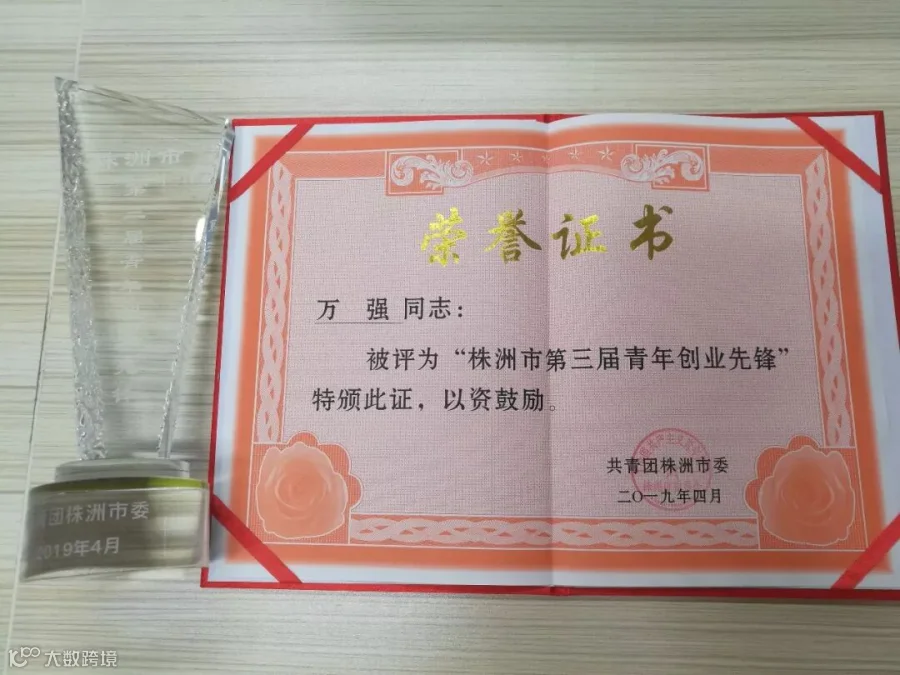 荣誉证书
万 强 同志：
被评为“株洲市第三届青年创业先锋”
特颁此证，以资鼓励。
共青团株洲市委
二〇一九年四月
株洲市
团株洲市委
2019年4月
大数跨境